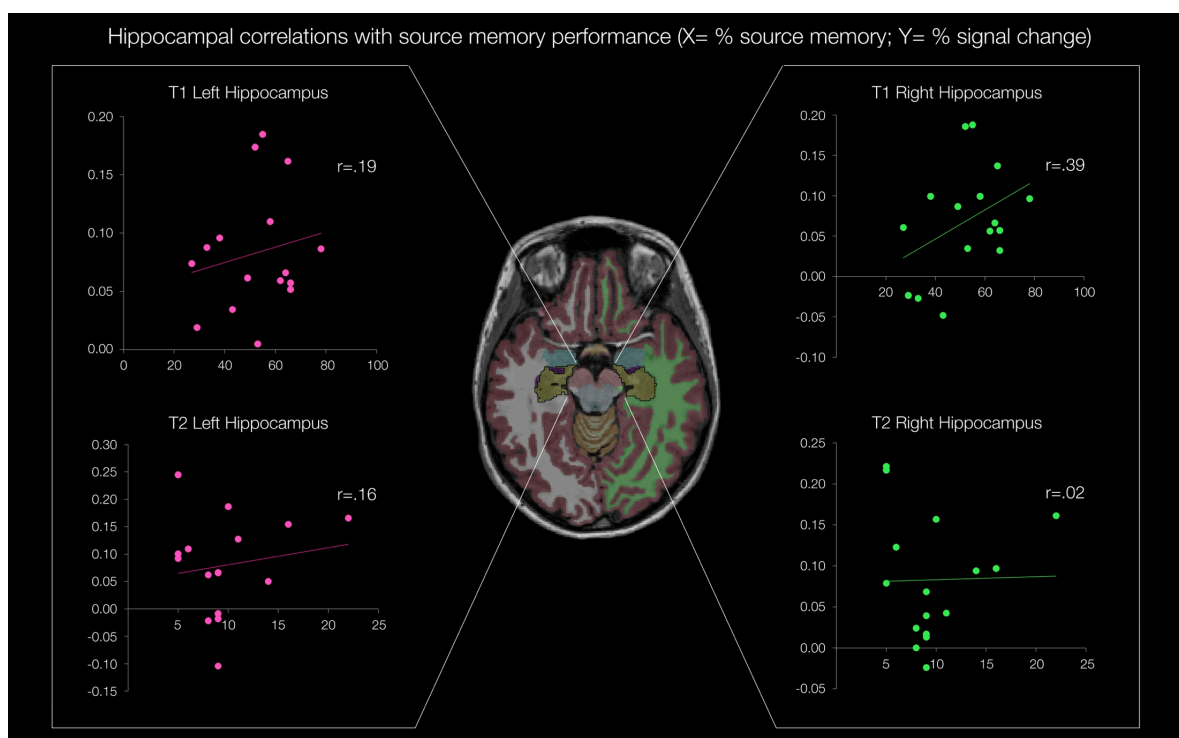 Hippocampal correlations with source memory performance (X= % source memory; Y= % signal change)
T1 Left Hippocampus
0.20
0.15
0.10
0.05
0.00
0 20 40 60 80 100
r=.19
T1 Right Hippocampus
0.20
0.15
0.10
0.05
0.00
-0.05
-0.10
20 40 60 80 100
r=.39
T2 Left Hippocampus
0.30
0.25
0.20
0.15
0.10
0.00
-0.05
-0.10
-0.15
5 10 15 20 25
r=.16
T2 Right Hippocampus
0.25
0.20
0.15
0.10
0.05
0.00
-0.05
5 10 15 20 25
r=.02